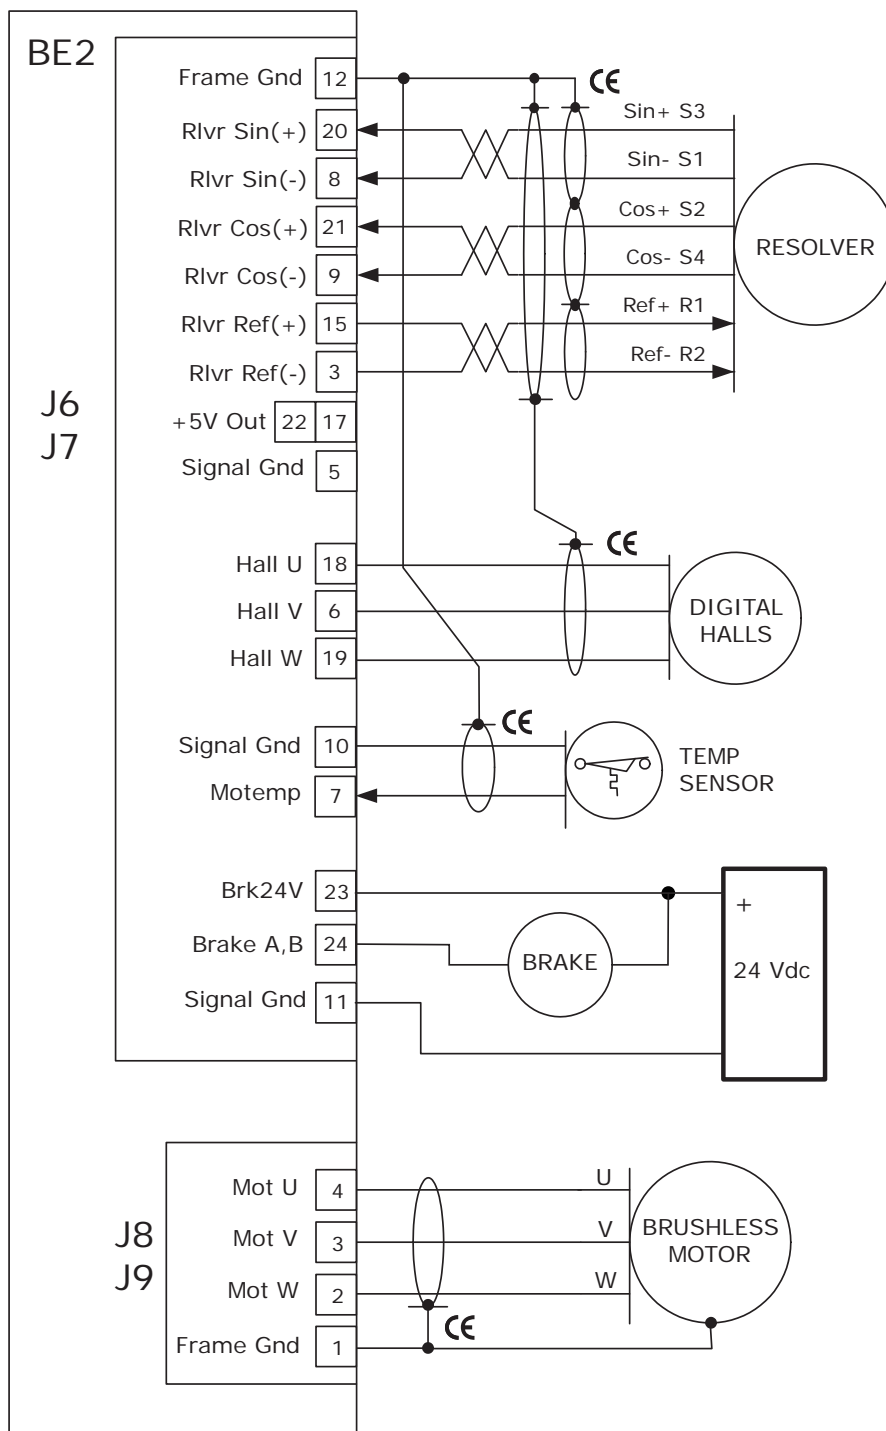 BE2
Frame Gnd 12
CE
Rlvr Sin(+) 20 Sin+ S3
Rlvr Sin(-) 8 Sin- S1
Rlvr Cos(+) 21 Cos+ S2
RESOLVER
Rlvr Cos(-) 9 Cos- S4
Rlvr Ref(+) 15 Ref+ R1
Rlvr Ref(-) 3 Ref- R2
J6
J7
+5V Out 22 17
Signal Gnd 5
CE
Hall U 18
Hall V 6
Hall W 19
DIGITAL
HALLS
CE
Signal Gnd 10
Motemp 7
TEMP
SENSOR
Brk24V 23
Brake A,B 24
Signal Gnd 11
BRAKE
+
24 Vdc
J8
J9
Mot U 4 U
Mot V 3 V
Mot W 2 W
BRUSHLESS
MOTOR
CE
Frame Gnd 1